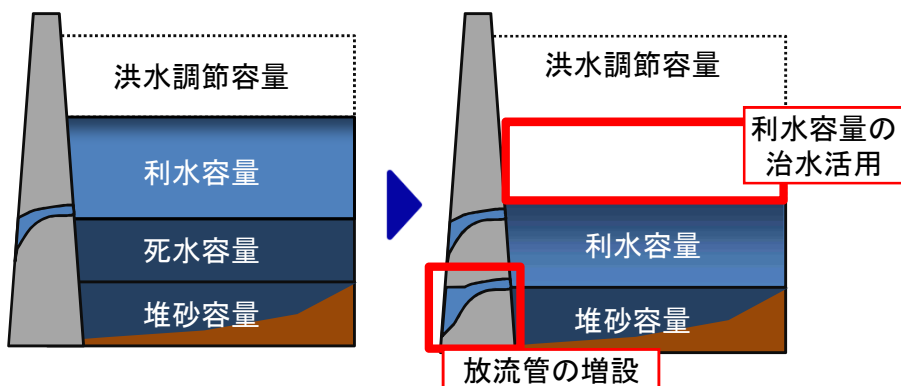 洪水調節容量
利水容量
死水容量
堆砂容量
洪水調節容量
利水容量の
治水活用
利水容量
堆砂容量
放流管の増設